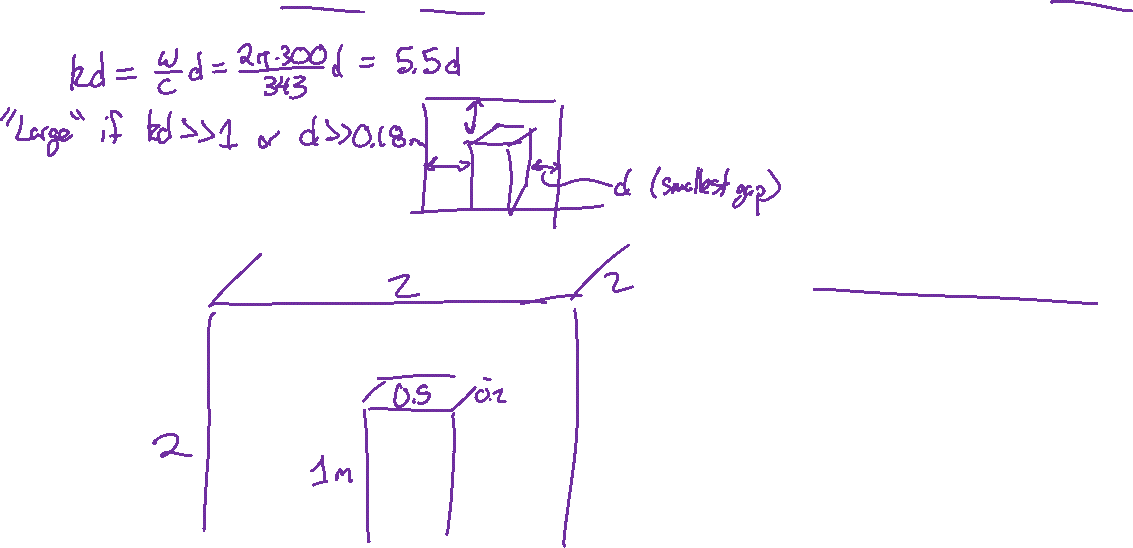 kd = ω/c d = 2π·300/343 d = 5.5d
"Large" if kd>>1 or d>>0.18m
d (smallest gap)
2
2
0.5
0.2
2
1m